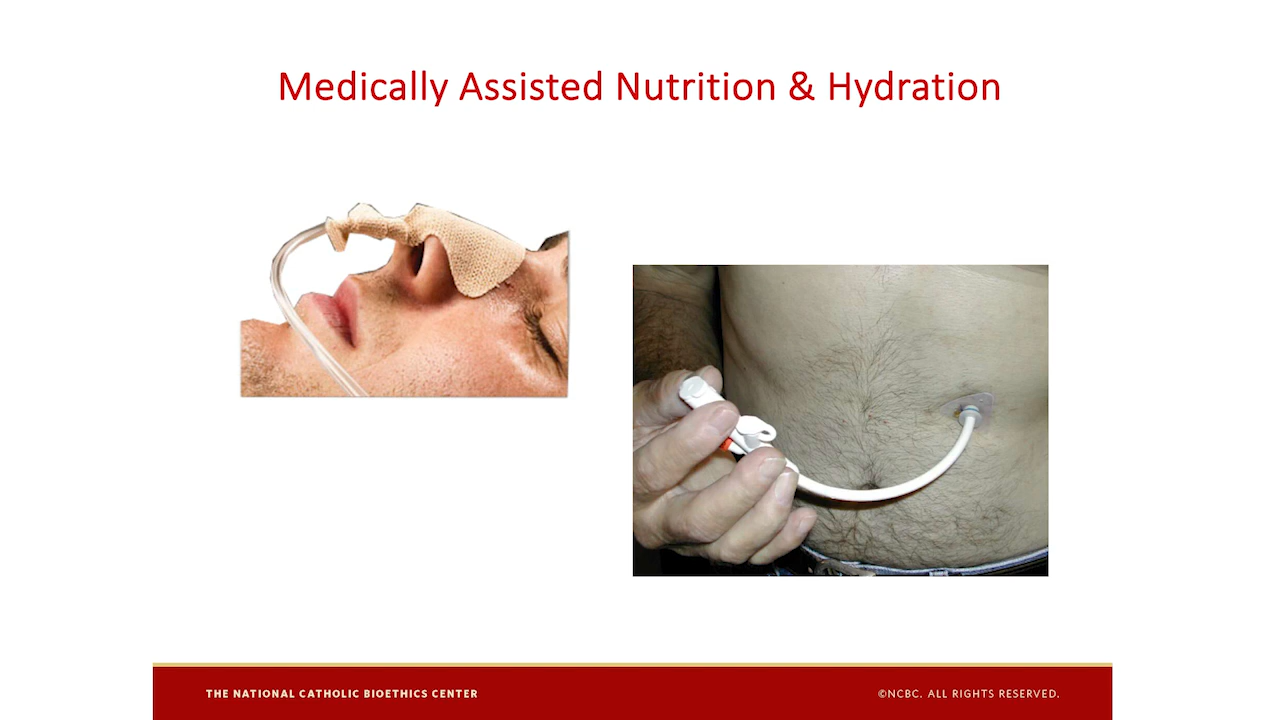 Medically Assisted Nutrition & Hydration
THE NATIONAL CATHOLIC BIOETHICS CENTER
©NCBC. ALL RIGHTS RESERVED.